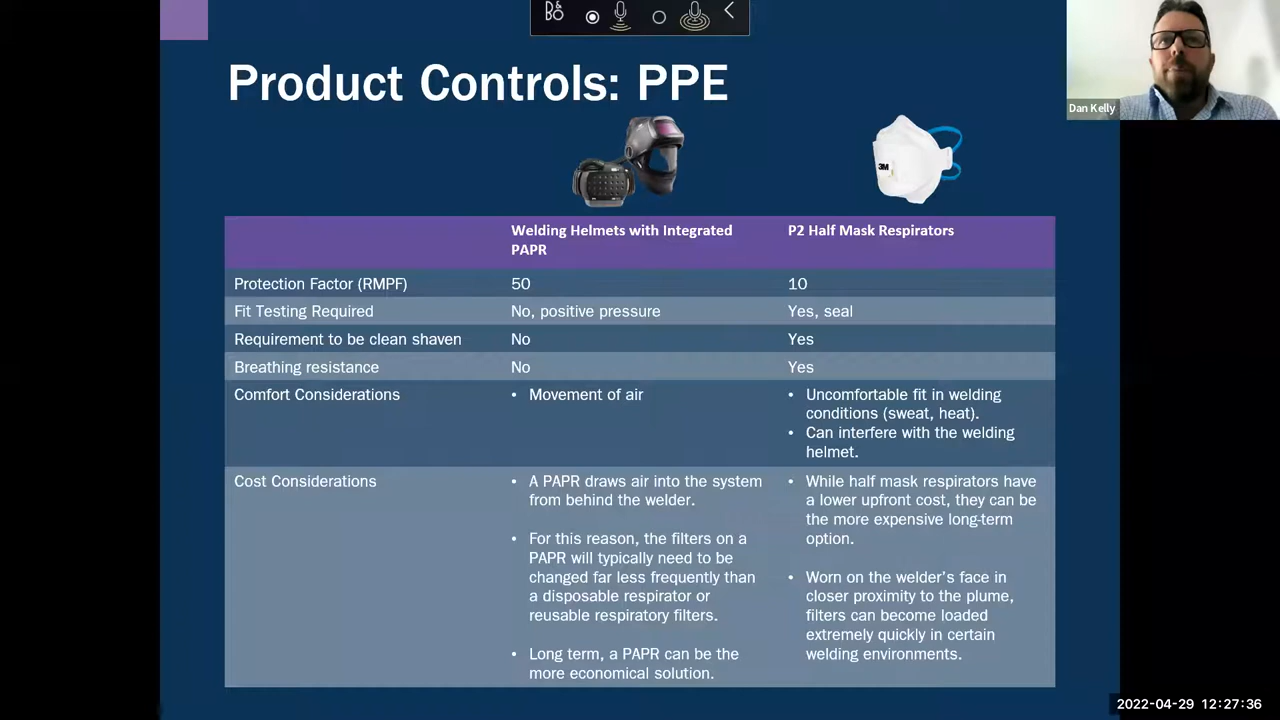 Product Controls: PPE
Dan Kelly
3M
Welding Helmets with Integrated
PAPR
P2 Half Mask Respirators
Protection Factor (RMPF)
50
10
Fit Testing Required
No, positive pressure
Yes, seal
Requirement to be clean shaven
No
Yes
Breathing resistance
No
Yes
Comfort Considerations
• Movement of air
• Uncomfortable fit in welding
conditions (sweat, heat).
• Can interfere with the welding
helmet.
Cost Considerations
• A PAPR draws air into the system
from behind the welder.
• For this reason, the filters on a
PAPR will typically need to be
changed far less frequently than
a disposable respirator or
reusable respiratory filters.
• Long term, a PAPR can be the
more economical solution.
• While half mask respirators have
a lower upfront cost, they can be
the more expensive long-term
option.
• Worn on the welder's face in
closer proximity to the plume,
filters can become loaded
extremely quickly in certain
welding environments.
2022-04-29 12:27:36